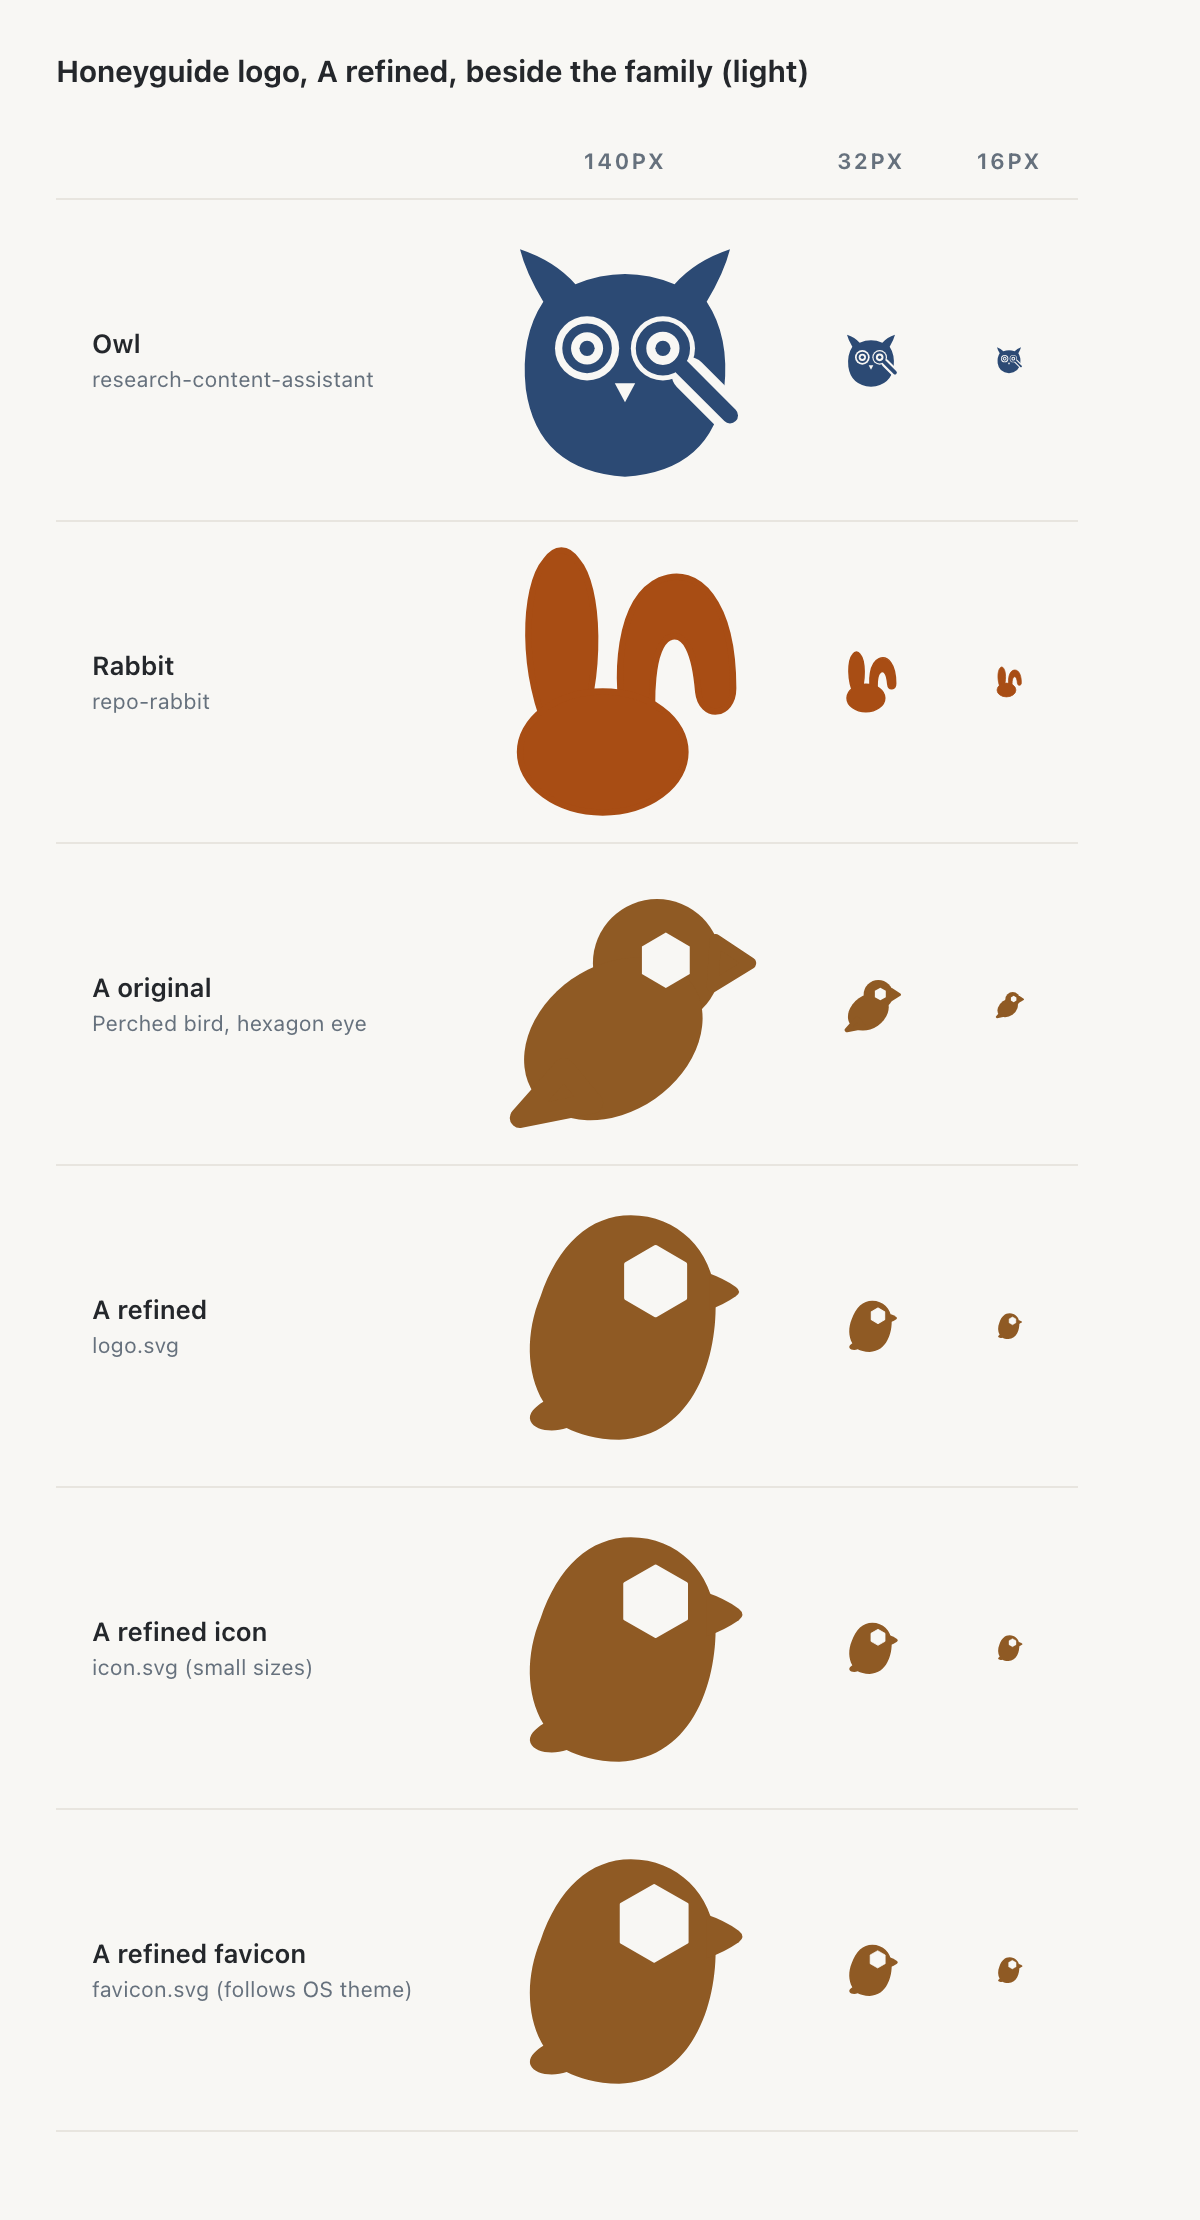 Honeyguide logo, A refined, beside the family (light)
140PX 32PX 16PX
Owl
research-content-assistant
Rabbit
repo-rabbit
A original
Perched bird, hexagon eye
A refined
logo.svg
A refined icon
icon.svg (small sizes)
A refined favicon
favicon.svg (follows OS theme)